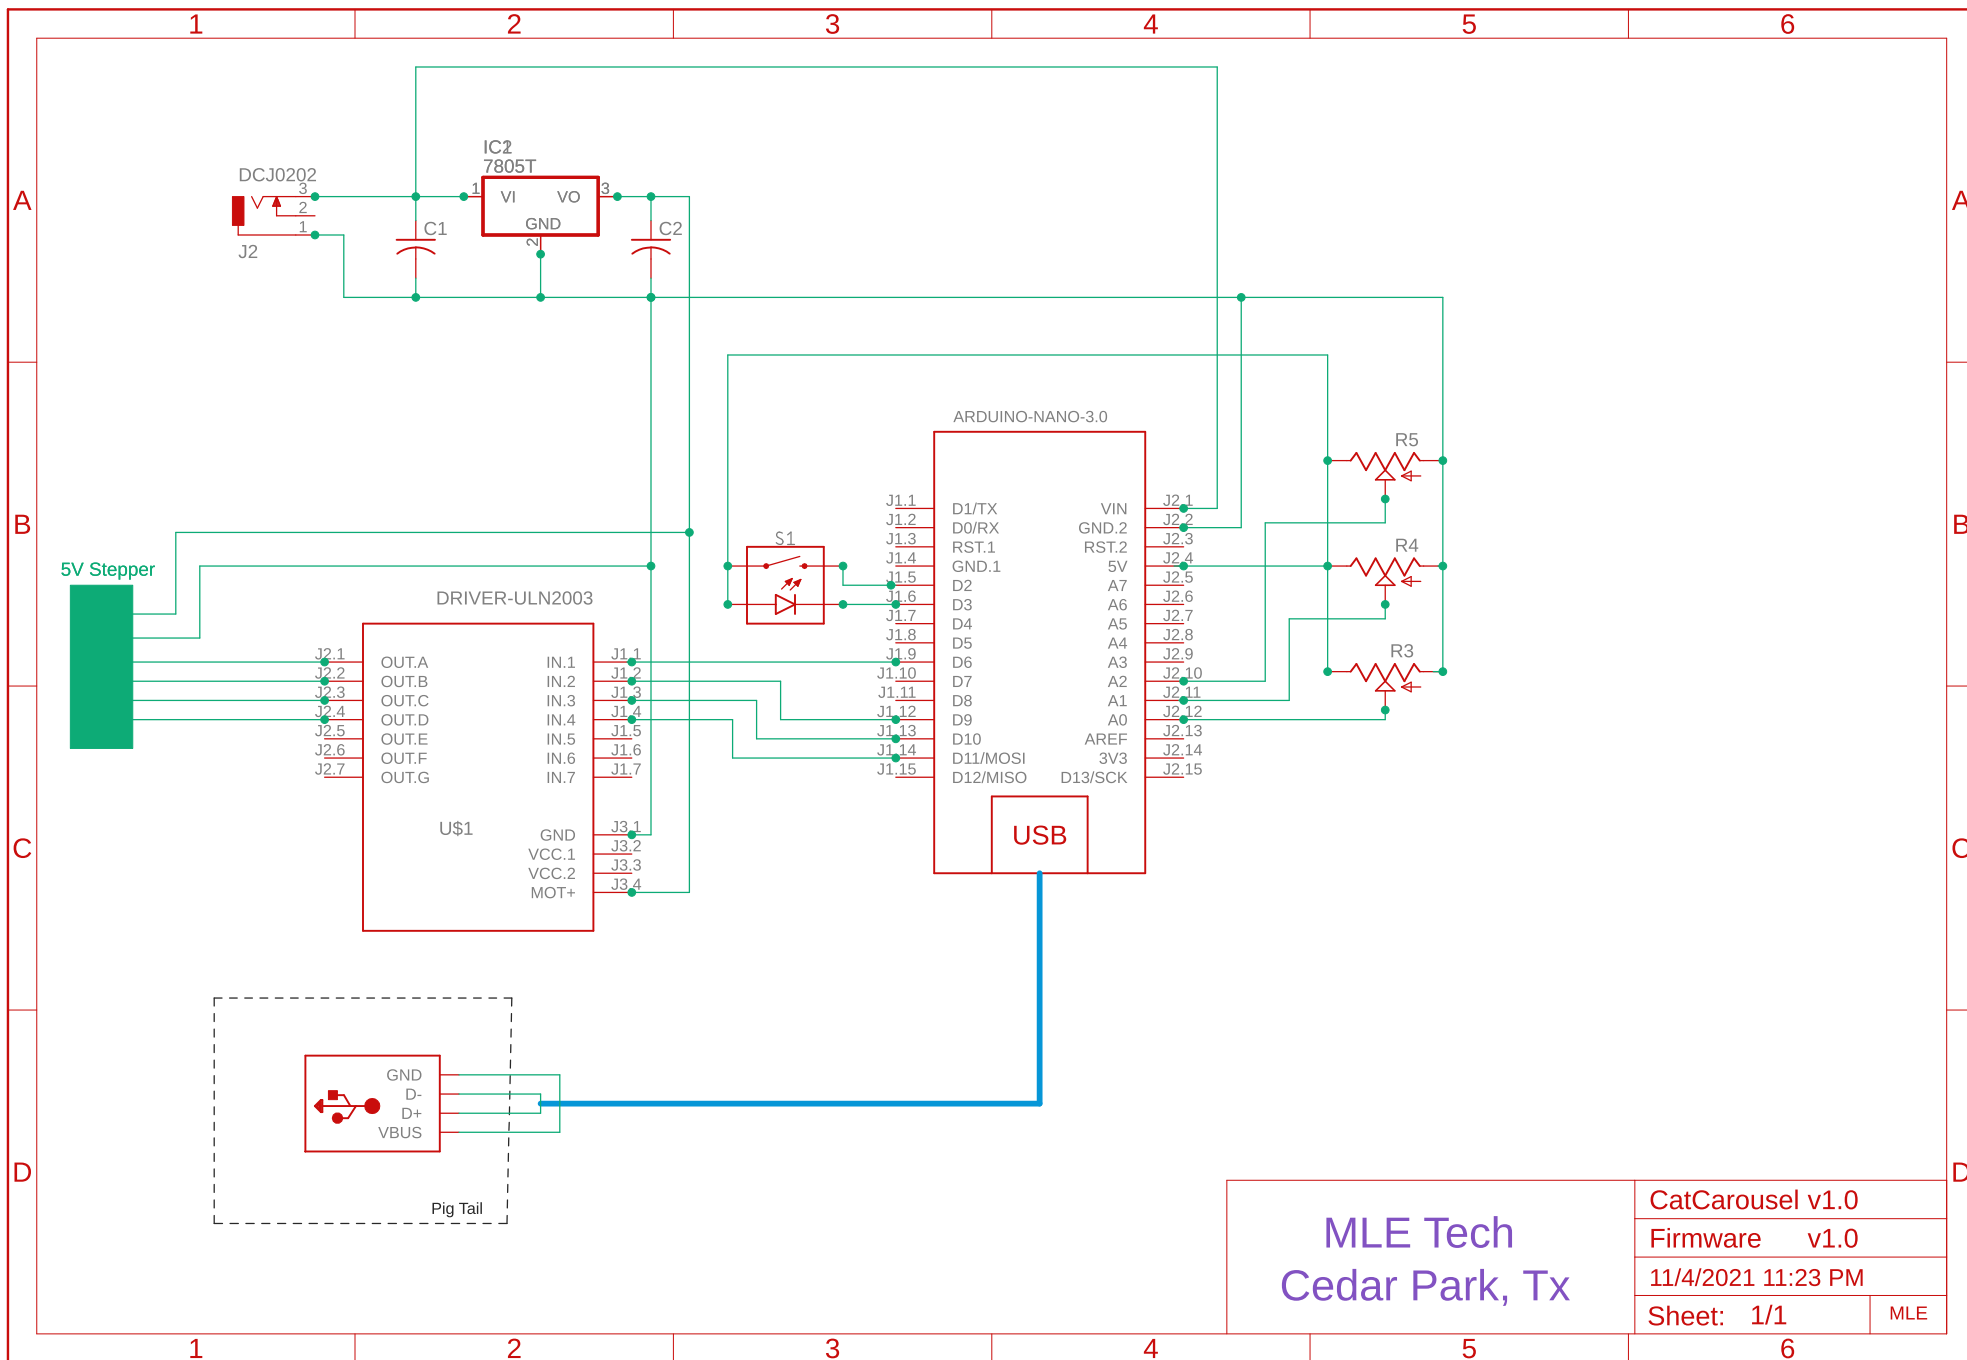 1 2 3 4 5 6
A A
B B
C C
D D
IC1
7805T
VI VO
GND
1
3
2
DCJ0202
3
2
1
J2
C1
C2
ARDUINO-NANO-3.0
J1.1 D1/TX VIN J2.1
J1.2 D0/RX GND.2 J2.2
J1.3 RST.1 RST.2 J2.3
J1.4 GND.1 5V J2.4
J1.5 D2 A7 J2.5
J1.6 D3 A6 J2.6
J1.7 D4 A5 J2.7
J1.8 D5 A4 J2.8
J1.9 D6 A3 J2.9
J1.10 D7 A2 J2.10
J1.11 D8 A1 J2.11
J1.12 D9 A0 J2.12
J1.13 D10 AREF J2.13
J1.14 D11/MOSI 3V3 J2.14
J1.15 D12/MISO D13/SCK J2.15
USB
R5
R4
R3
S1
5V Stepper
DRIVER-ULN2003
J2.1 OUT.A IN.1 J1.1
J2.2 OUT.B IN.2 J1.2
J2.3 OUT.C IN.3 J1.3
J2.4 OUT.D IN.4 J1.4
J2.5 OUT.E IN.5 J1.5
J2.6 OUT.F IN.6 J1.6
J2.7 OUT.G IN.7 J1.7
U$1
GND J3.1
VCC.1 J3.2
VCC.2 J3.3
MOT+ J3.4
GND
D-
D+
VBUS
Pig Tail
MLE Tech
Cedar Park, Tx
CatCarousel v1.0
Firmware v1.0
11/4/2021 11:23 PM
Sheet: 1/1
MLE
1 2 3 4 5 6